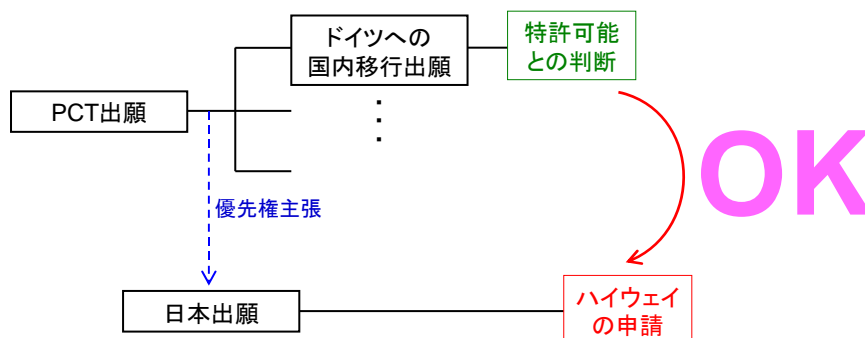 ドイツへの
国内移行出願
特許可能
との判断
PCT出願
OK
優先権主張
日本出願
ハイウェイ
の申請